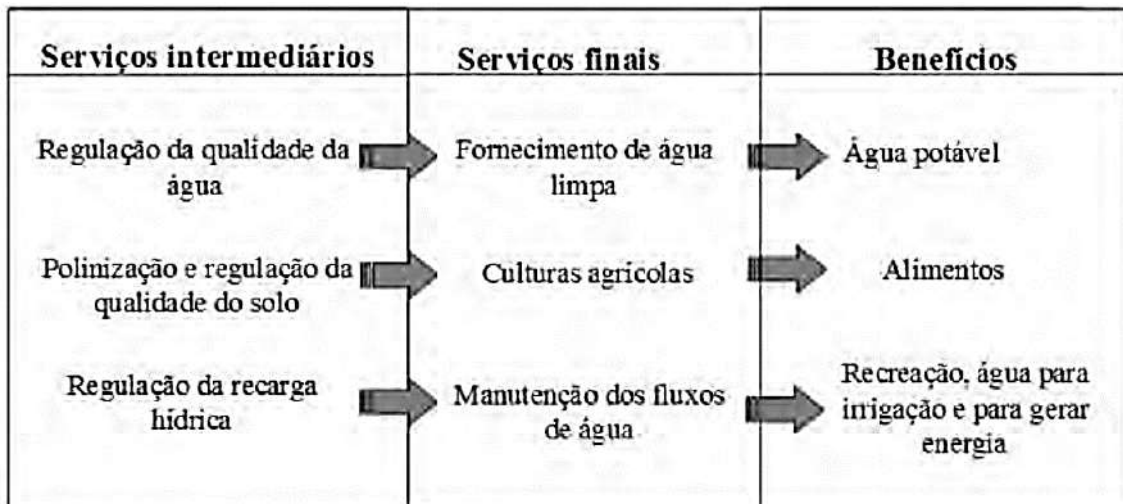 Serviços intermediários
Serviços finais
Benefícios
Regulação da qualidade da
água
Fornecimento de água
limpa
Água potável
Polinização e regulação da
qualidade do solo
Culturas agrícolas
Alimentos
Regulação da recarga
hídrica
Manutenção dos fluxos
de água
Recreação, água para
irrigação e para gerar
energia